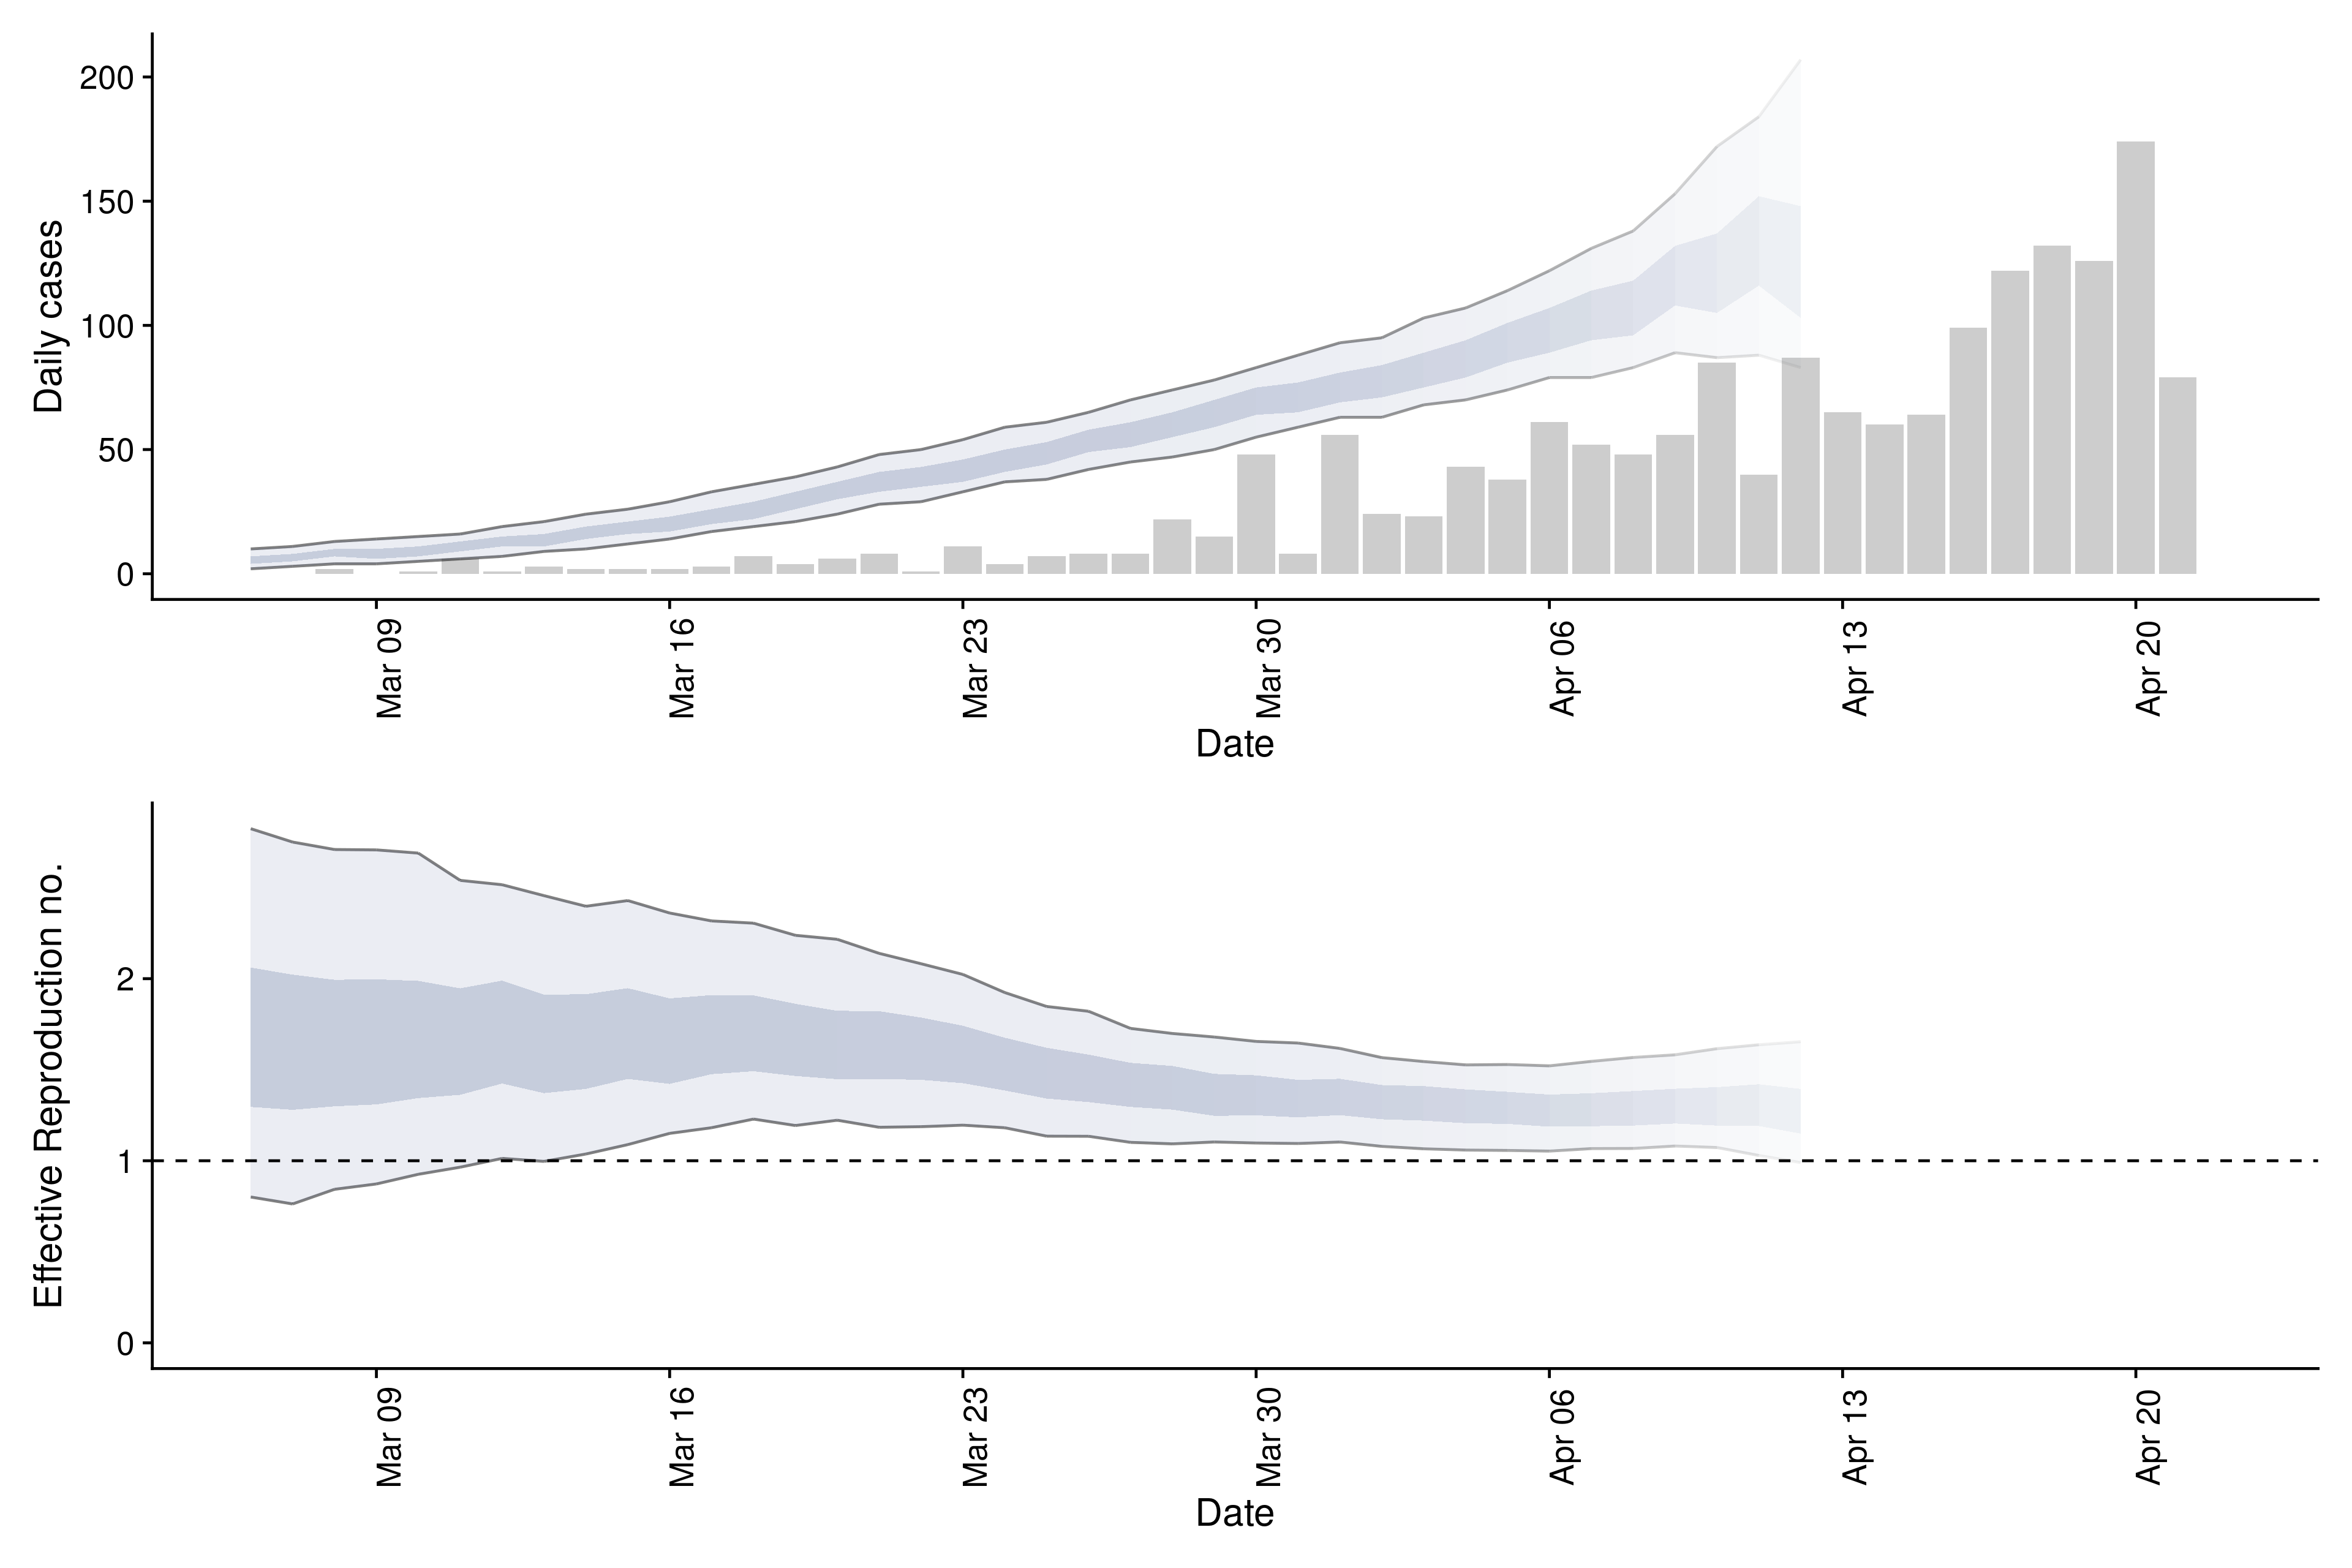 Daily cases
200
150
100
50
0
Mar 09
Mar 16
Mar 23
Mar 30
Apr 06
Apr 13
Apr 20
Date
Effective Reproduction no.
2
1
0
Mar 09
Mar 16
Mar 23
Mar 30
Apr 06
Apr 13
Apr 20
Date